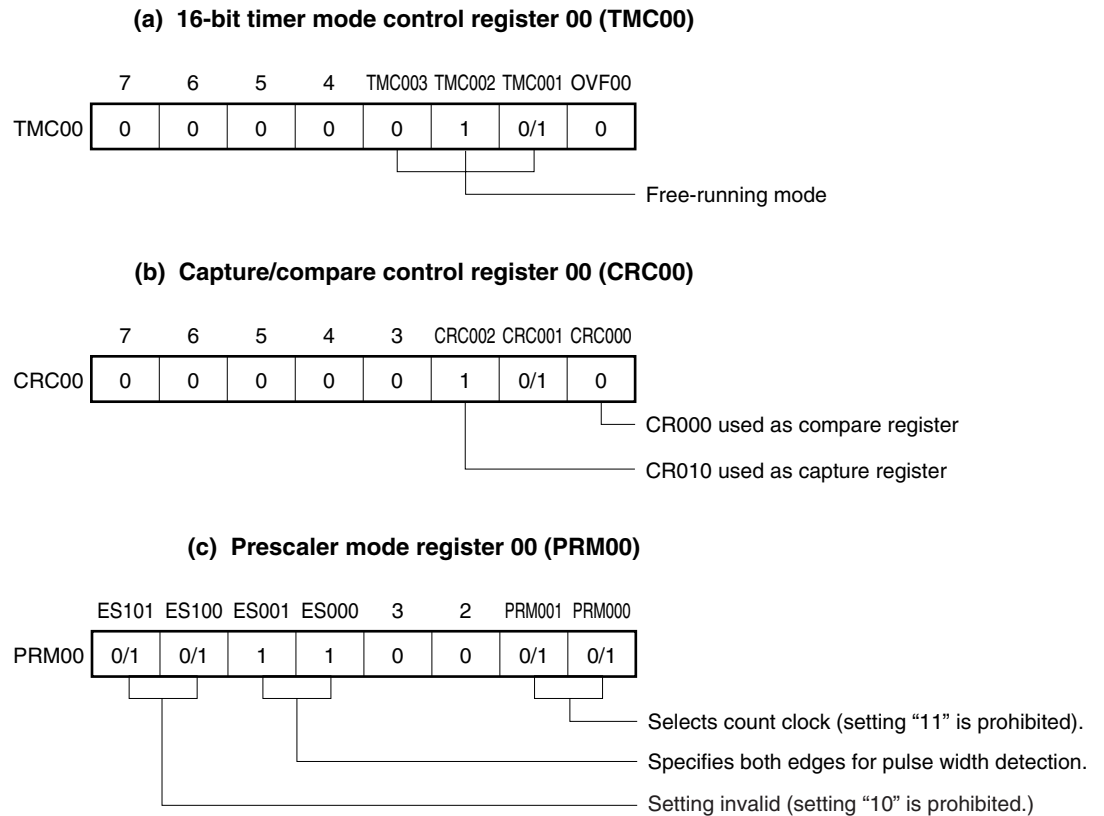 (a) 16-bit timer mode control register 00 (TMC00)
7 6 5 4 TMC003 TMC002 TMC001 OVF00
TMC00 0 0 0 0 0 1 0/1 0
Free-running mode
(b) Capture/compare control register 00 (CRC00)
7 6 5 4 3 CRC002 CRC001 CRC000
CRC00 0 0 0 0 0 1 0/1 0
CR000 used as compare register
CR010 used as capture register
(c) Prescaler mode register 00 (PRM00)
ES101 ES100 ES001 ES000 3 2 PRM001 PRM000
PRM00 0/1 0/1 1 1 0 0 0/1 0/1
Selects count clock (setting “11” is prohibited).
Specifies both edges for pulse width detection.
Setting invalid (setting “10” is prohibited.)